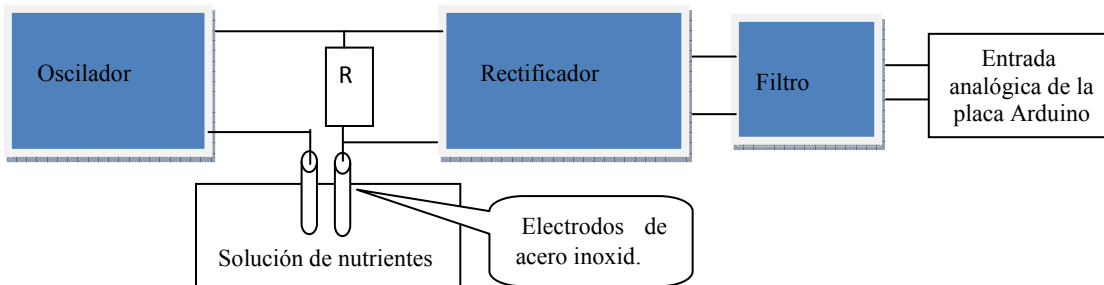 Oscilador
R
Rectificador
Filtro
Entrada
analógica de la
placa Arduino
Electrodos de
acero inoxid.
Solución de nutrientes